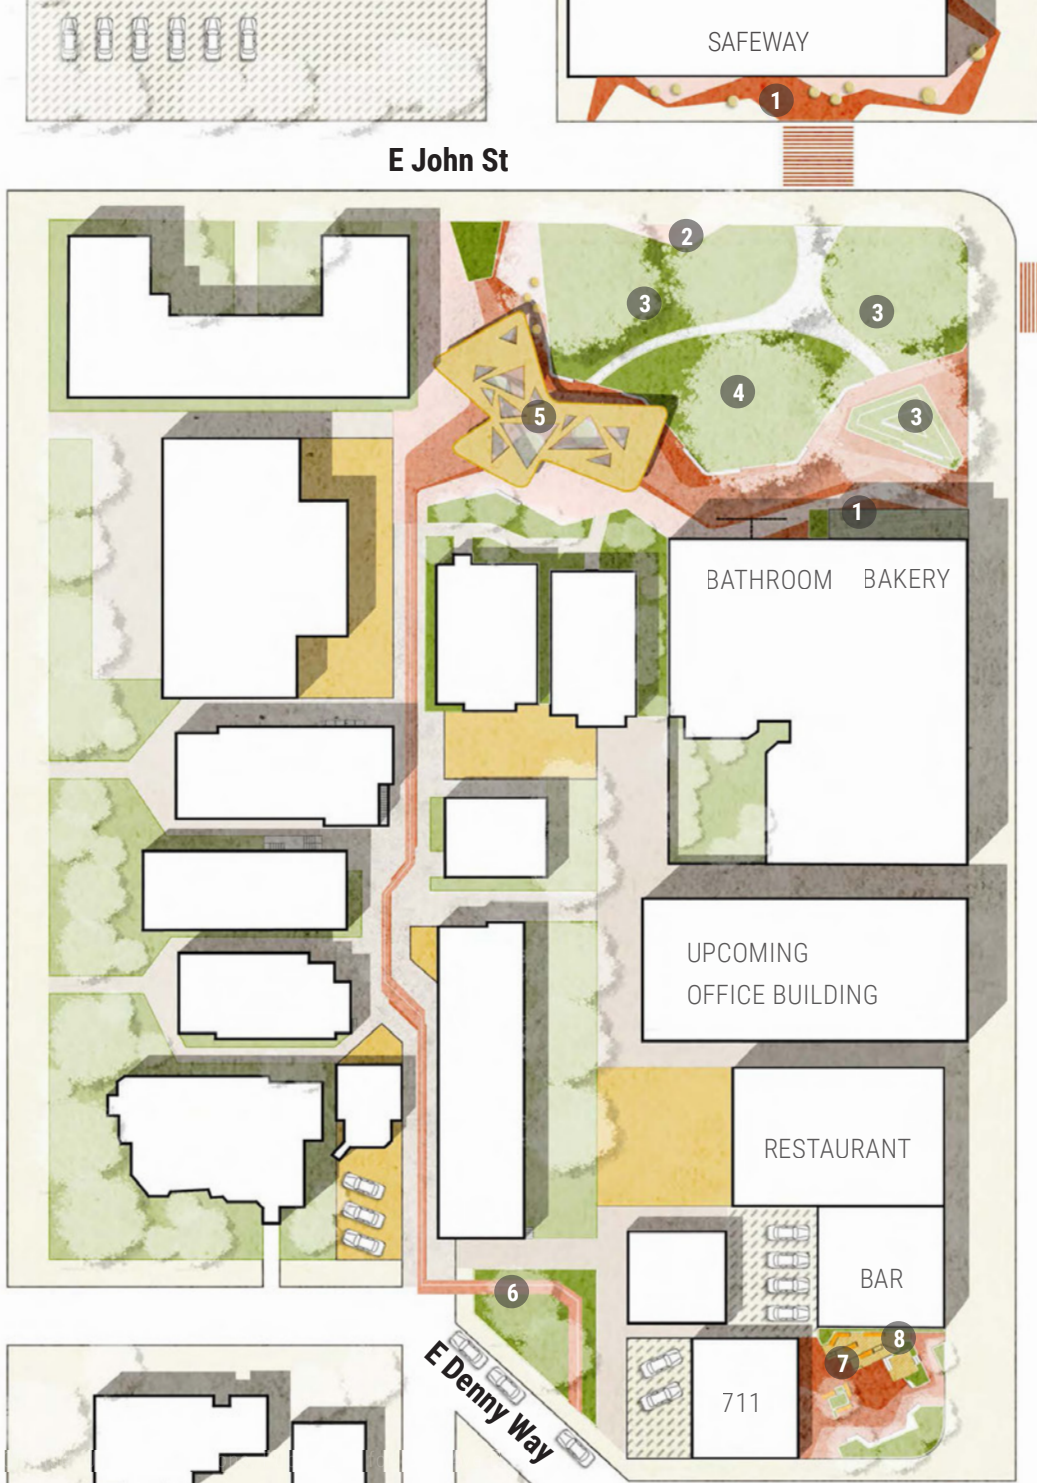 SAFEWAY
1
E John St
2
3
3
4
5
3
1
BATHROOM BAKERY
UPCOMING
OFFICE BUILDING
RESTAURANT
BAR
6
8
7
E Denny Way
711